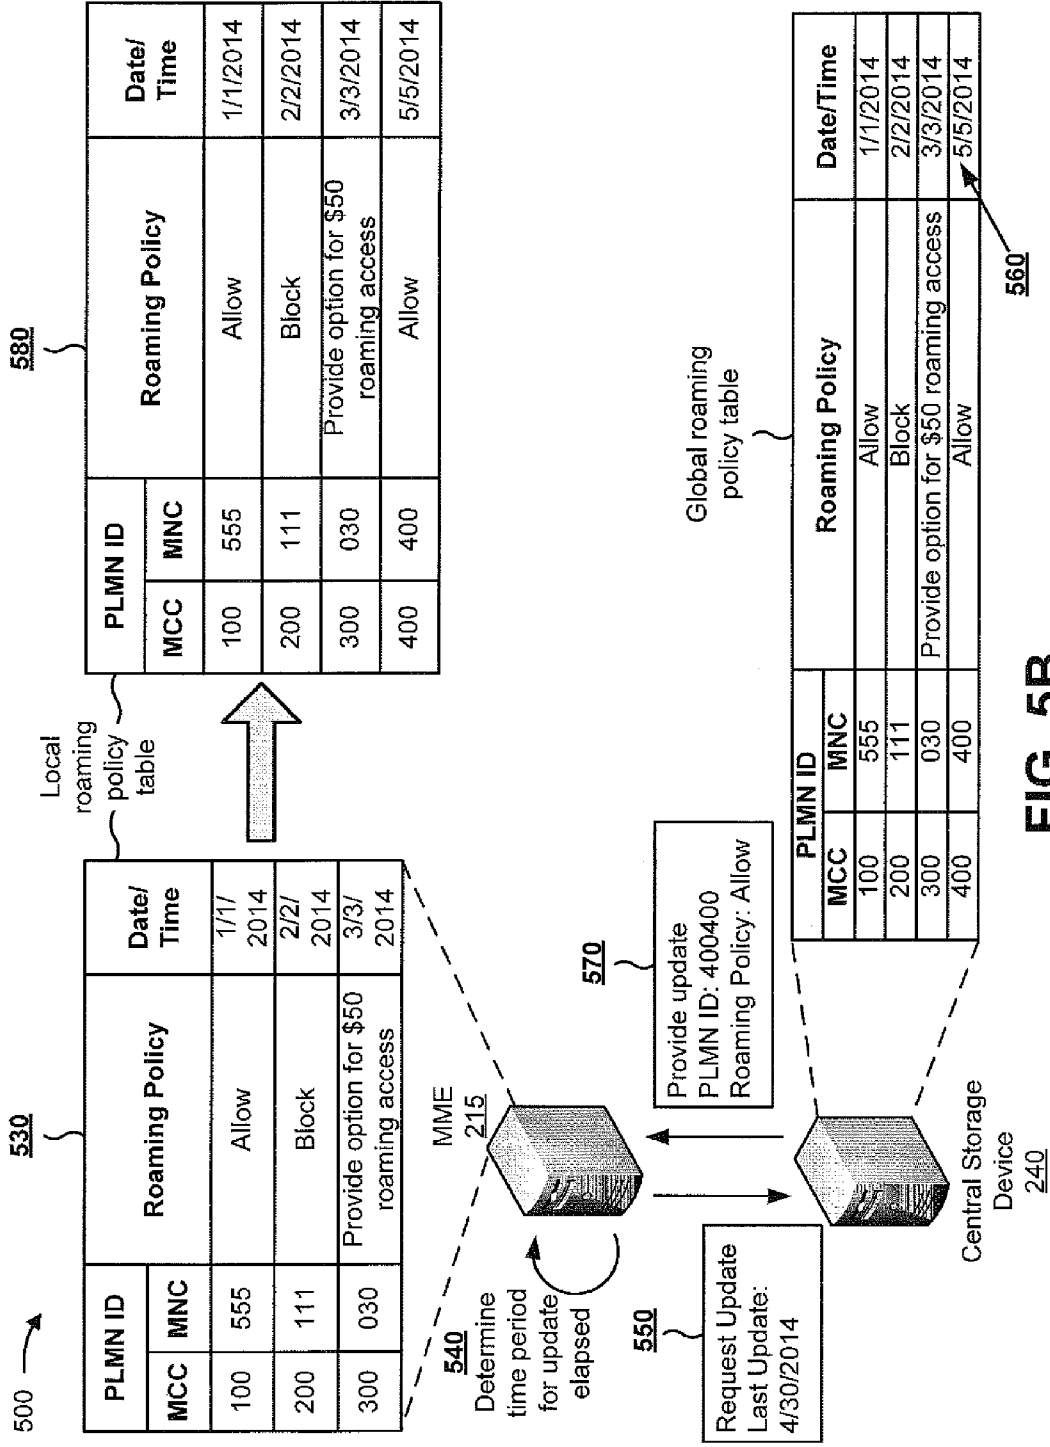 500
530
PLMN ID Roaming Policy Date/
Time
MCC MNC
100 555 Allow 1/1/
2014
200 111 Block 2/2/
2014
300 030 Provide option for $50
roaming access 3/3/
2014
Local
roaming
policy
table
580
PLMN ID Roaming Policy Date/
Time
MCC MNC
100 555 Allow 1/1/2014
200 111 Block 2/2/2014
300 030 Provide option for $50
roaming access 3/3/2014
400 400 Allow 5/5/2014
540
Determine
time period
for update
elapsed
MME
215
550
Request Update
Last Update:
4/30/2014
570
Provide update
PLMN ID: 400400
Roaming Policy: Allow
Central Storage
Device
240
Global roaming
policy table
PLMN ID Roaming Policy Date/Time
MCC MNC
100 555 Allow 1/1/2014
200 111 Block 2/2/2014
300 030 Provide option for $50 roaming access 3/3/2014
400 400 Allow 5/5/2014
560
FIG. 5B